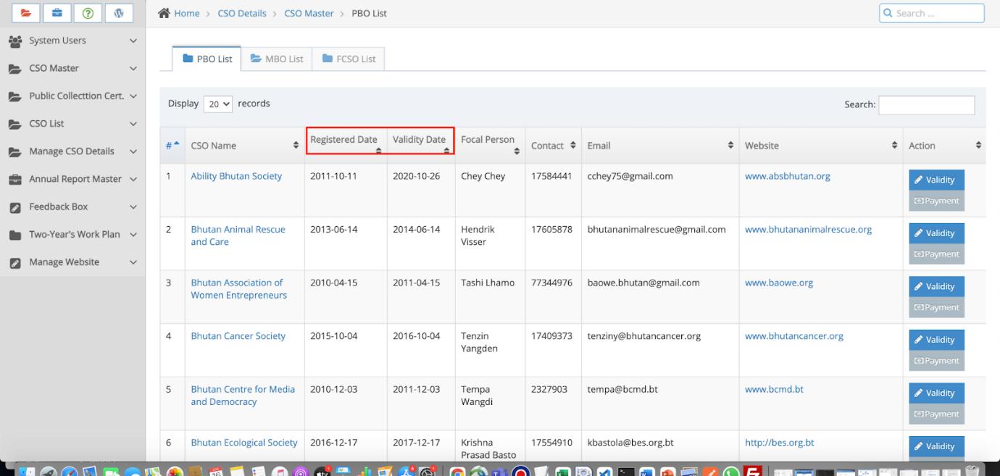 Home > CSO Details > CSO Master > PBO List
Search ...
System Users
CSO Master
Public Collecttion Cert.
CSO List
Manage CSO Details
Annual Report Master
Feedback Box
Two-Year's Work Plan
Manage Website
PBO List MBO List FCSO List
Display 20 records
Search:
# CSO Name Registered Date Validity Date Focal Person Contact Email Website Action
1 Ability Bhutan Society 2011-10-11 2020-10-26 Chey Chey 17584441 cchey75@gmail.com www.absbhutan.org Validity
Payment
2 Bhutan Animal Rescue 2013-06-14 2014-06-14 Hendrik 17605878 bhutananimalrescue@gmail.com www.bhutananimalrescue.org Validity
and Care Visser
Payment
3 Bhutan Association of 2010-04-15 2011-04-15 Tashi Lhamo 77344976 baowe.bhutan@gmail.com www.baowe.org Validity
Women Entrepreneurs
Payment
4 Bhutan Cancer Society 2015-10-04 2016-10-04 Tenzin 17409373 tenziny@bhutancancer.org www.bhutancancer.org Validity
Yangden
Payment
5 Bhutan Centre for Media 2010-12-03 2011-12-03 Tempa 2327903 tempa@bcmd.bt www.bcmd.bt Validity
and Democracy Wangdi
Payment
6 Bhutan Ecological Society 2016-12-17 2017-12-17 Krishna 17554910 kbastola@bes.org.bt http://bes.org.bt Validity
Prasad Basto